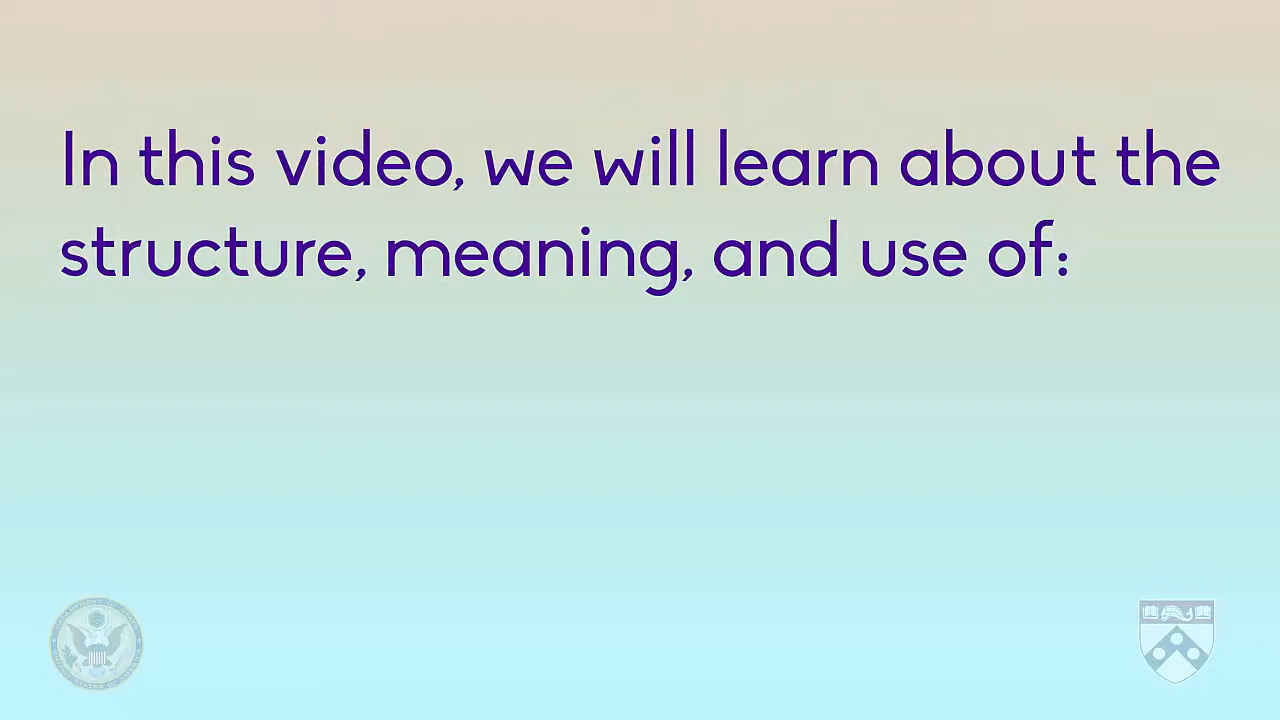 In this video, we will learn about the
structure, meaning, and use of: